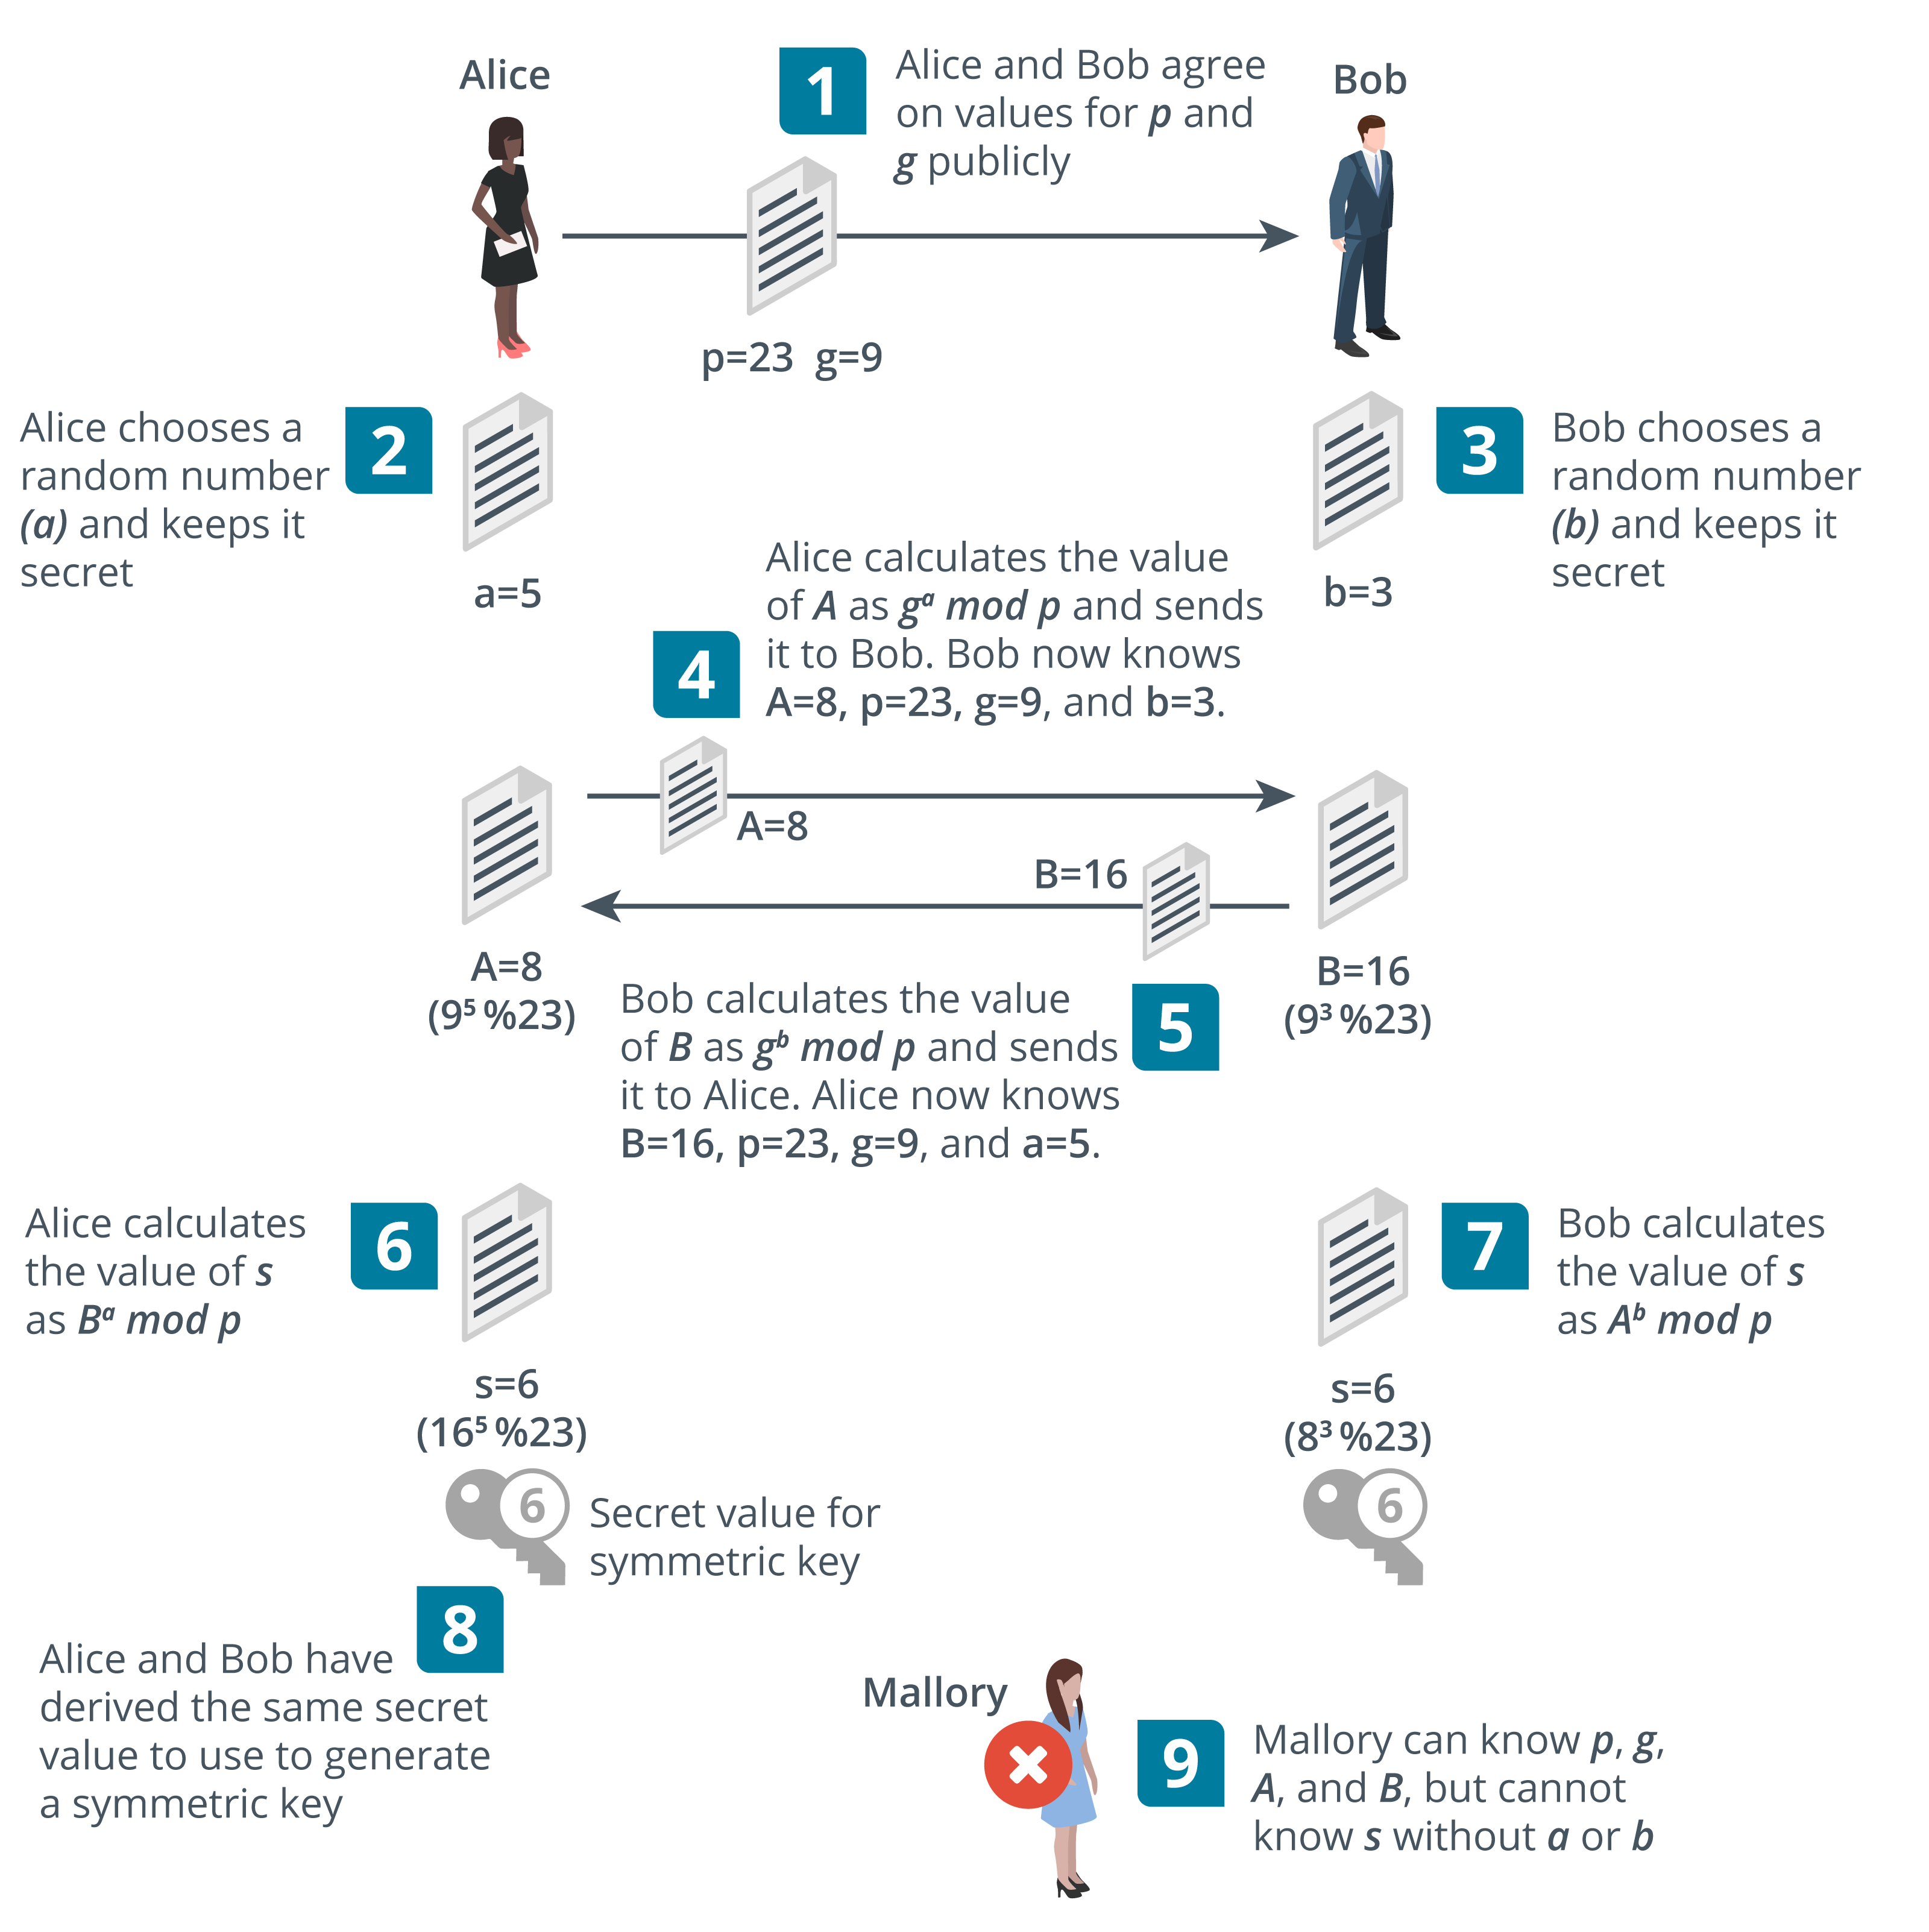 Alice
1
Alice and Bob agree
on values for p and
g publicly
Bob
p=23 g=9
Alice chooses a
random number
(a) and keeps it
secret
2
a=5
3
Bob chooses a
random number
(b) and keeps it
secret
b=3
4
Alice calculates the value
of A as gᵃ mod p and sends
it to Bob. Bob now knows
A=8, p=23, g=9, and b=3.
A=8
B=16
A=8
(9⁵ %23)
B=16
(9³ %23)
Bob calculates the value
of B as gᵇ mod p and sends
it to Alice. Alice now knows
B=16, p=23, g=9, and a=5.
5
Alice calculates
the value of s
as Bᵃ mod p
6
s=6
(16⁵ %23)
7
Bob calculates
the value of s
as Aᵇ mod p
s=6
(8³ %23)
6
Secret value for
symmetric key
6
8
Alice and Bob have
derived the same secret
value to use to generate
a symmetric key
Mallory
9
Mallory can know p, g,
A, and B, but cannot
know s without a or b